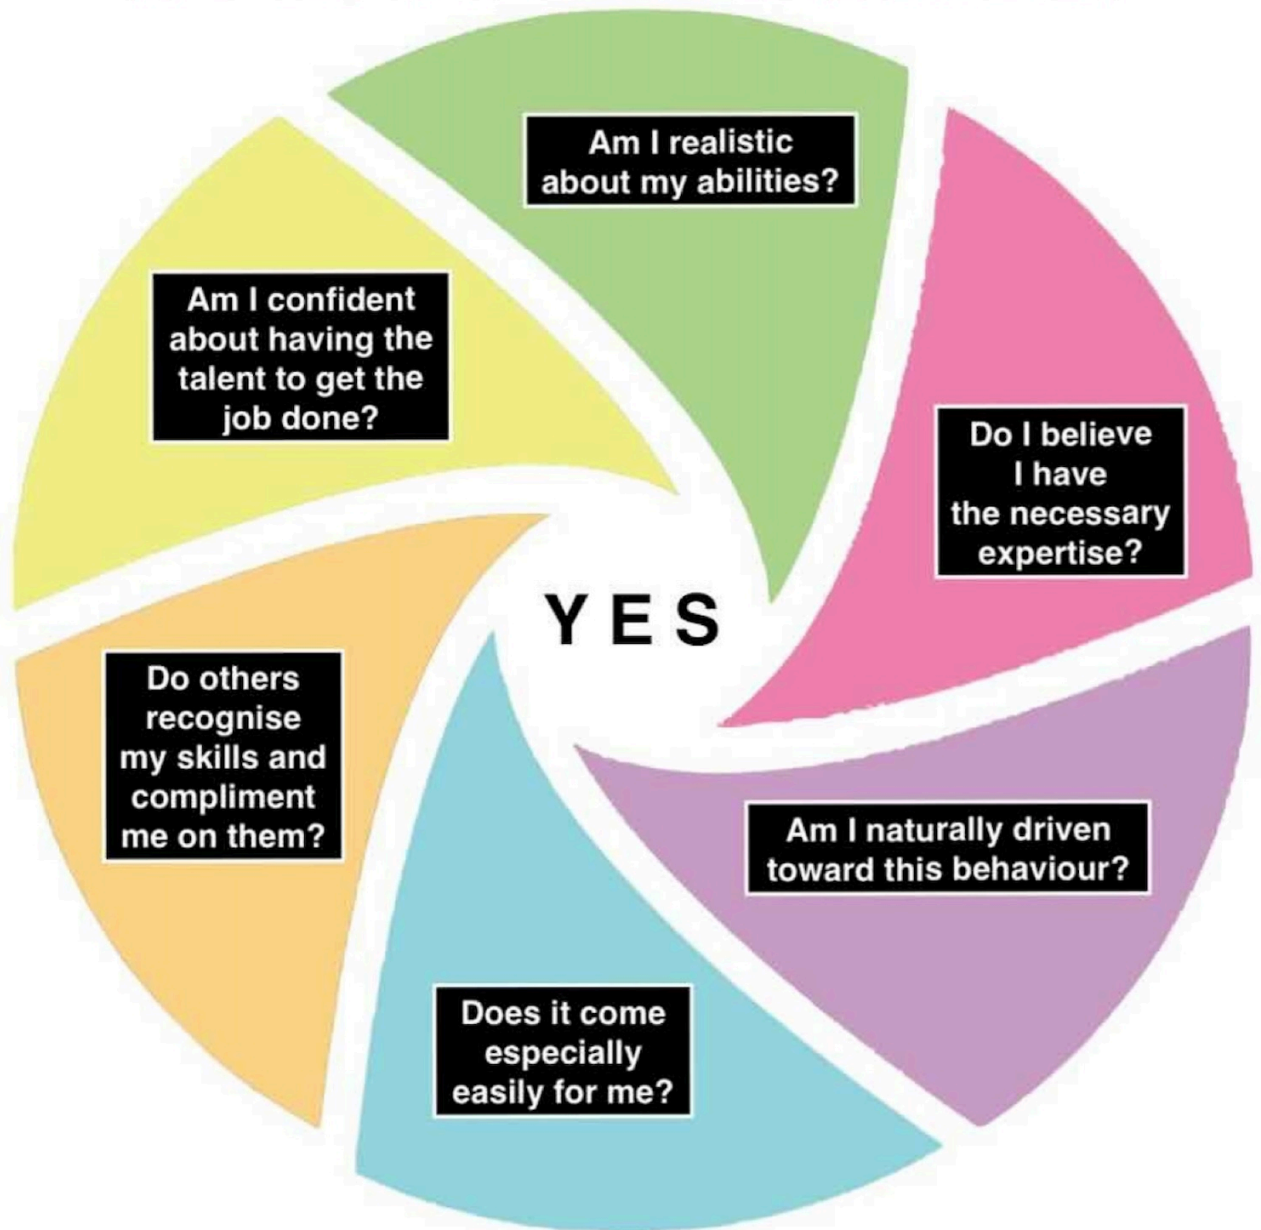 Am I realistic
about my abilities?
Do I believe
I have
the necessary
expertise?
Am I naturally driven
toward this behaviour?
Does it come
especially
easily for me?
Do others
recognise
my skills and
compliment
me on them?
Am I confident
about having the
talent to get the
job done?
YES